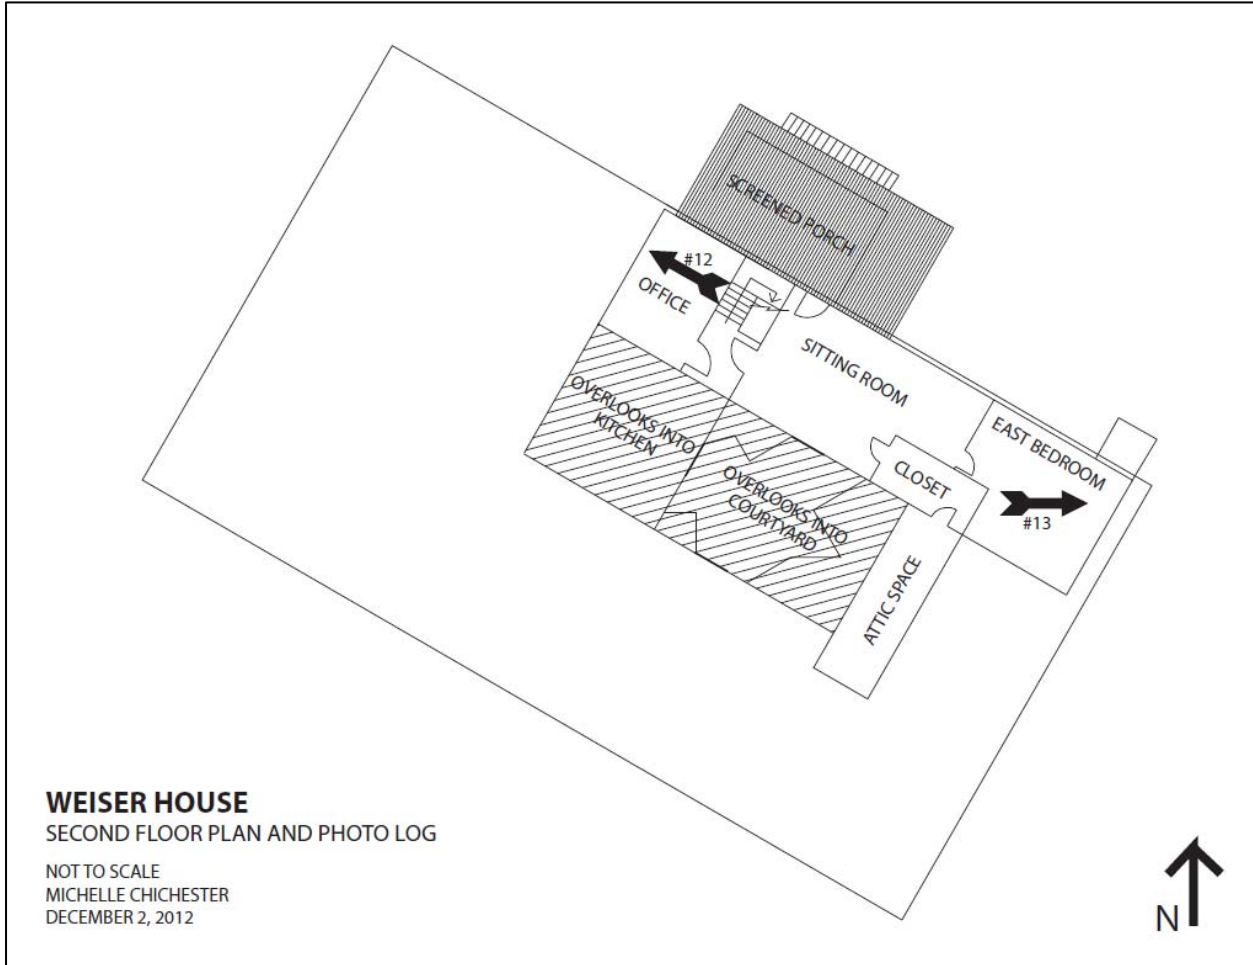 SCREENED PORCH
#12
OFFICE
SITTING ROOM
EAST BEDROOM
OVERLOOKS INTO
KITCHEN
CLOSET
OVERLOOKS INTO
COURTYARD
#13
ATTIC SPACE
WEISER HOUSE
SECOND FLOOR PLAN AND PHOTO LOG
NOT TO SCALE
MICHELLE CHICHESTER
DECEMBER 2, 2012
N